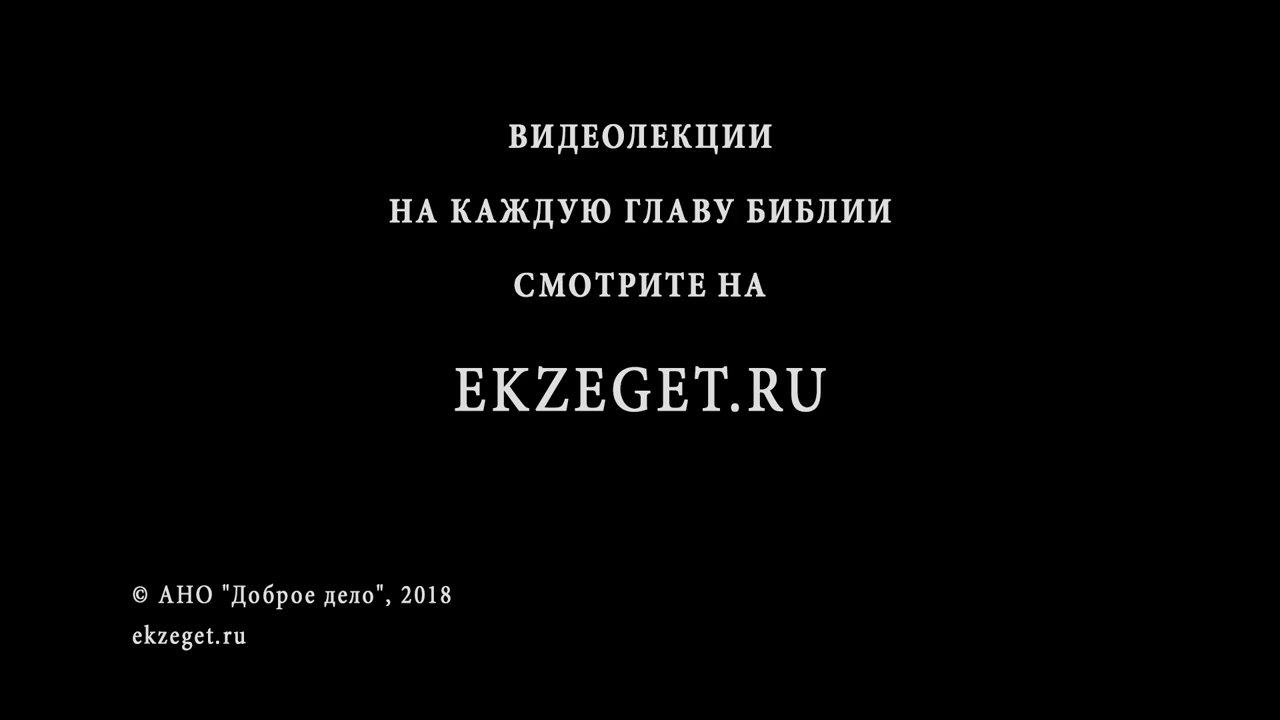 ВИДЕОЛЕКЦИИ
НА КАЖДУЮ ГЛАВУ БИБЛИИ
СМОТРИТЕ НА
EKZEGET.RU
© АНО "Доброе дело", 2018
ekzeget.ru